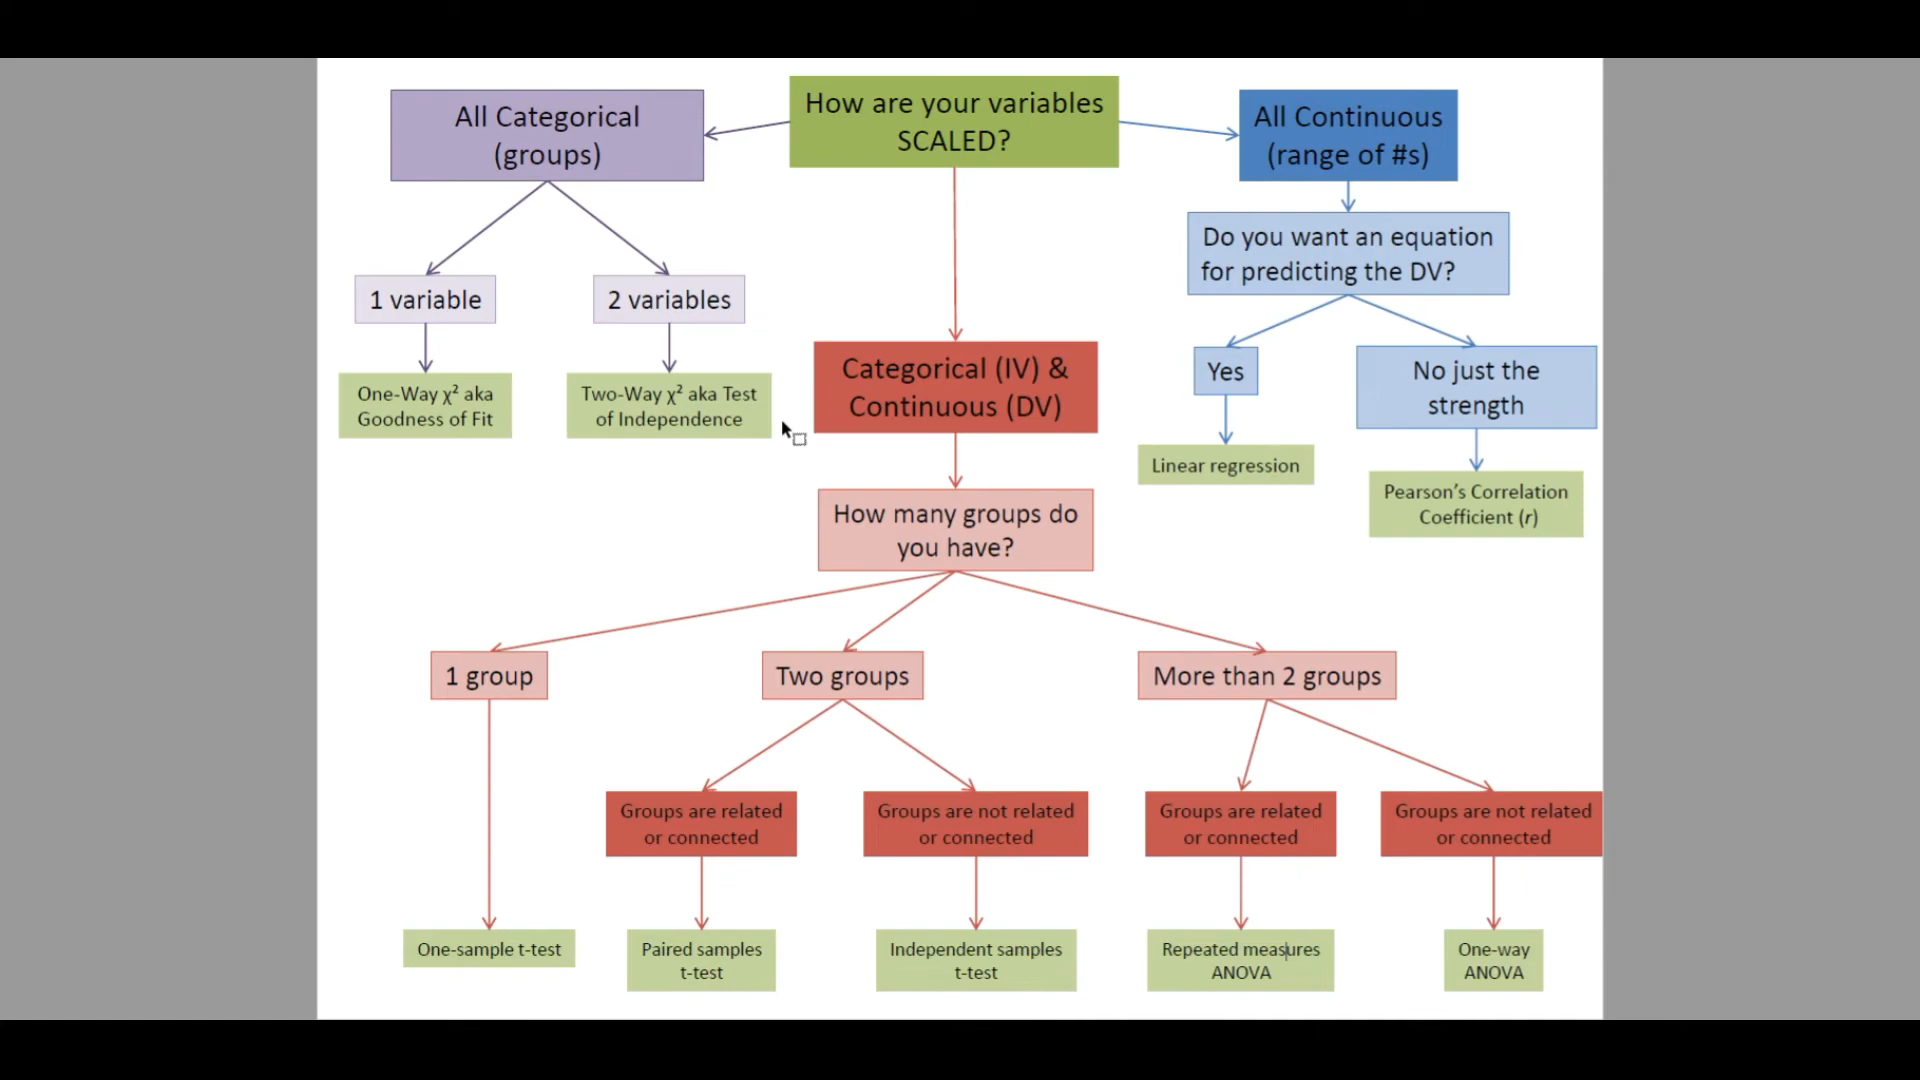 How are your variables
SCALED?
All Categorical
(groups)
All Continuous
(range of #s)
Do you want an equation
for predicting the DV?
1 variable
2 variables
Yes
No just the
strength
One-Way χ² aka
Goodness of Fit
Two-Way χ² aka Test
of Independence
Categorical (IV) &
Continuous (DV)
Linear regression
Pearson’s Correlation
Coefficient (r)
How many groups do
you have?
1 group
Two groups
More than 2 groups
Groups are related
or connected
Groups are not related
or connected
Groups are related
or connected
Groups are not related
or connected
One-sample t-test
Paired samples
t-test
Independent samples
t-test
Repeated measures
ANOVA
One-way
ANOVA